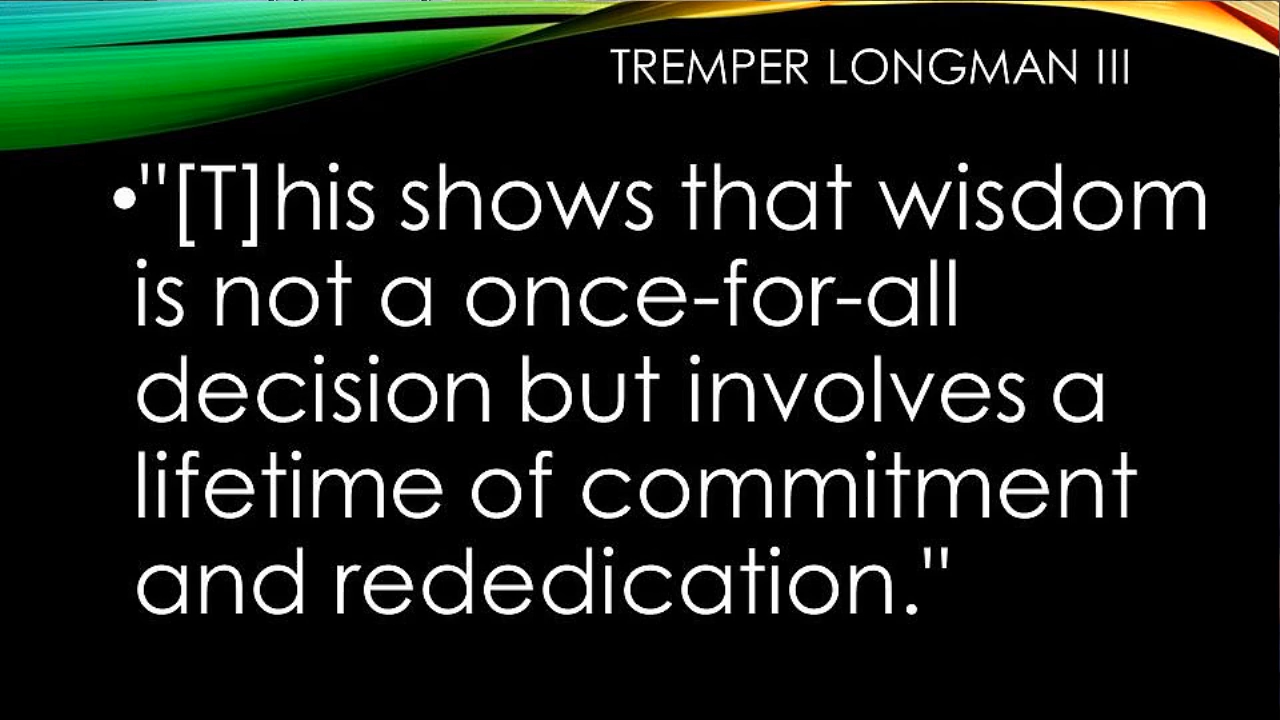 TREMPER LONGMAN III
•"[T]his shows that wisdom
is not a once-for-all
decision but involves a
lifetime of commitment
and rededication."